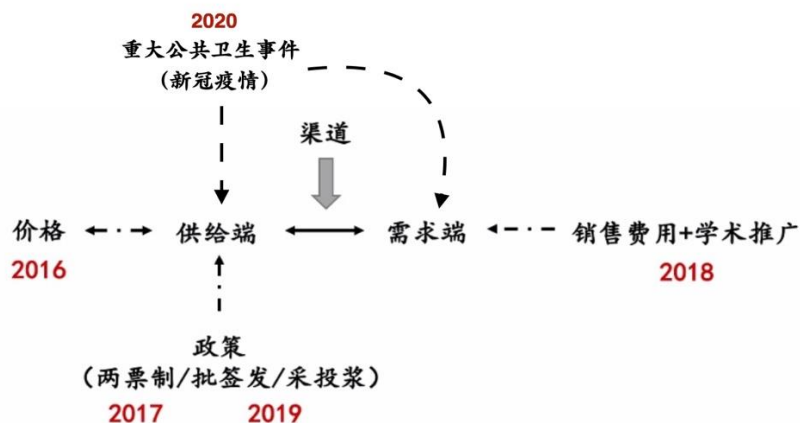 2020
重大公共卫生事件
(新冠疫情)
渠道
价格 供给端 需求端 销售费用+学术推广
2016 2018
政策
(两票制/批签发/采投浆)
2017 2019